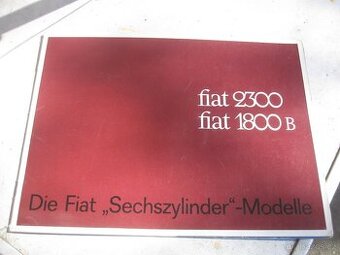 fiat 2300
fiat 1800 B
Die Fiat „Sechszylinder“-Modelle